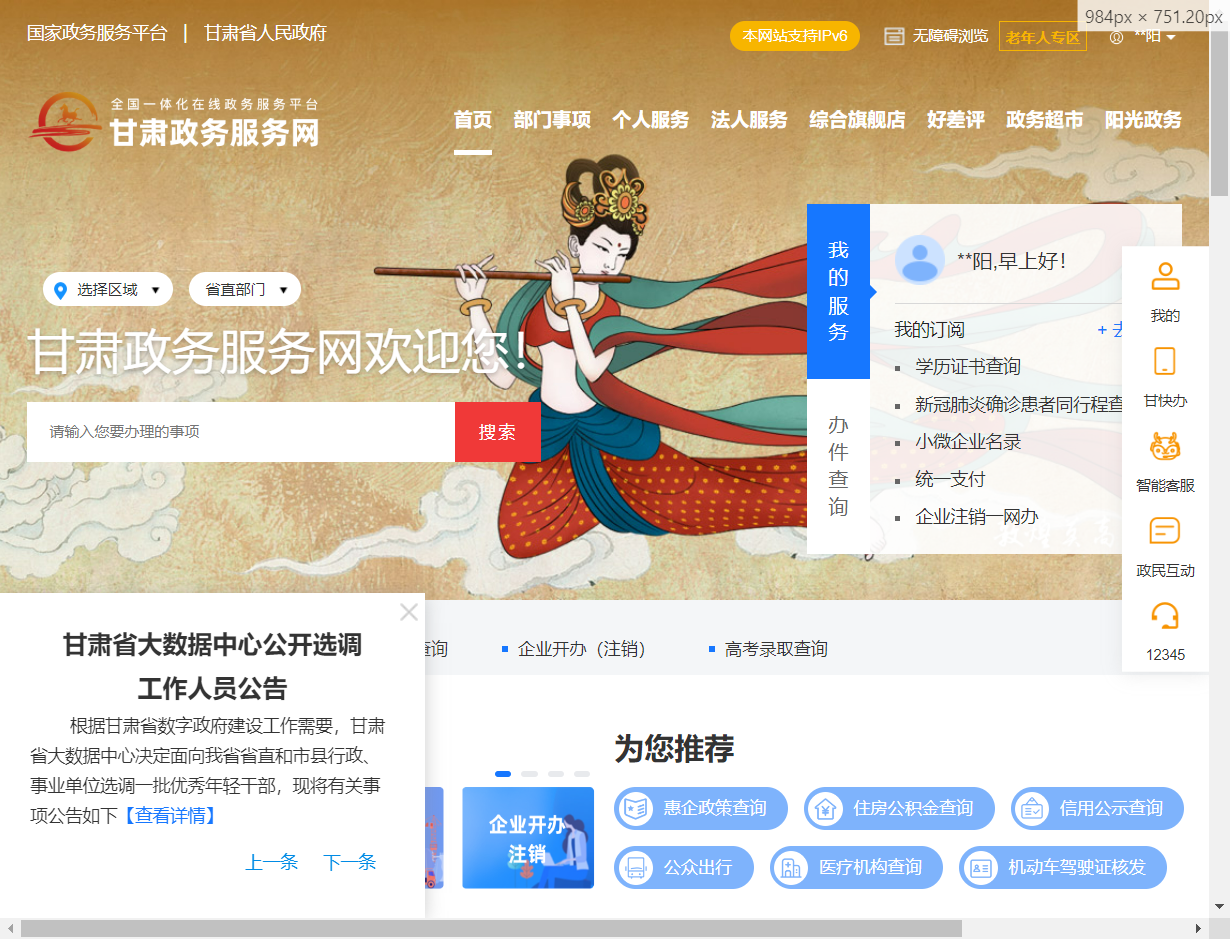 984px × 751.20px
国家政务服务平台 | 甘肃省人民政府
本网站支持IPv6
无障碍浏览
老年人专区
**阳
全国一体化在线政务服务平台
甘肃政务服务网
首页 部门事项 个人服务 法人服务 综合旗舰店 好差评 政务超市 阳光政务
选择区域
省直部门
甘肃政务服务网欢迎您！
请输入您要办理的事项
搜索
我的服务
办件查询
**阳,早上好！
我的订阅
+ 去
学历证书查询
新冠肺炎确诊患者同行程查
小微企业名录
统一支付
企业注销一网办
我的
甘快办
智能客服
政民互动
12345
查询
企业开办（注销）
高考录取查询
甘肃省大数据中心公开选调
工作人员公告
根据甘肃省数字政府建设工作需要，甘肃
省大数据中心决定面向我省省直和市县行政、
事业单位选调一批优秀年轻干部，现将有关事
项公告如下【查看详情】
上一条 下一条
企业开办
注销
为您推荐
惠企政策查询
住房公积金查询
信用公示查询
公众出行
医疗机构查询
机动车驾驶证核发